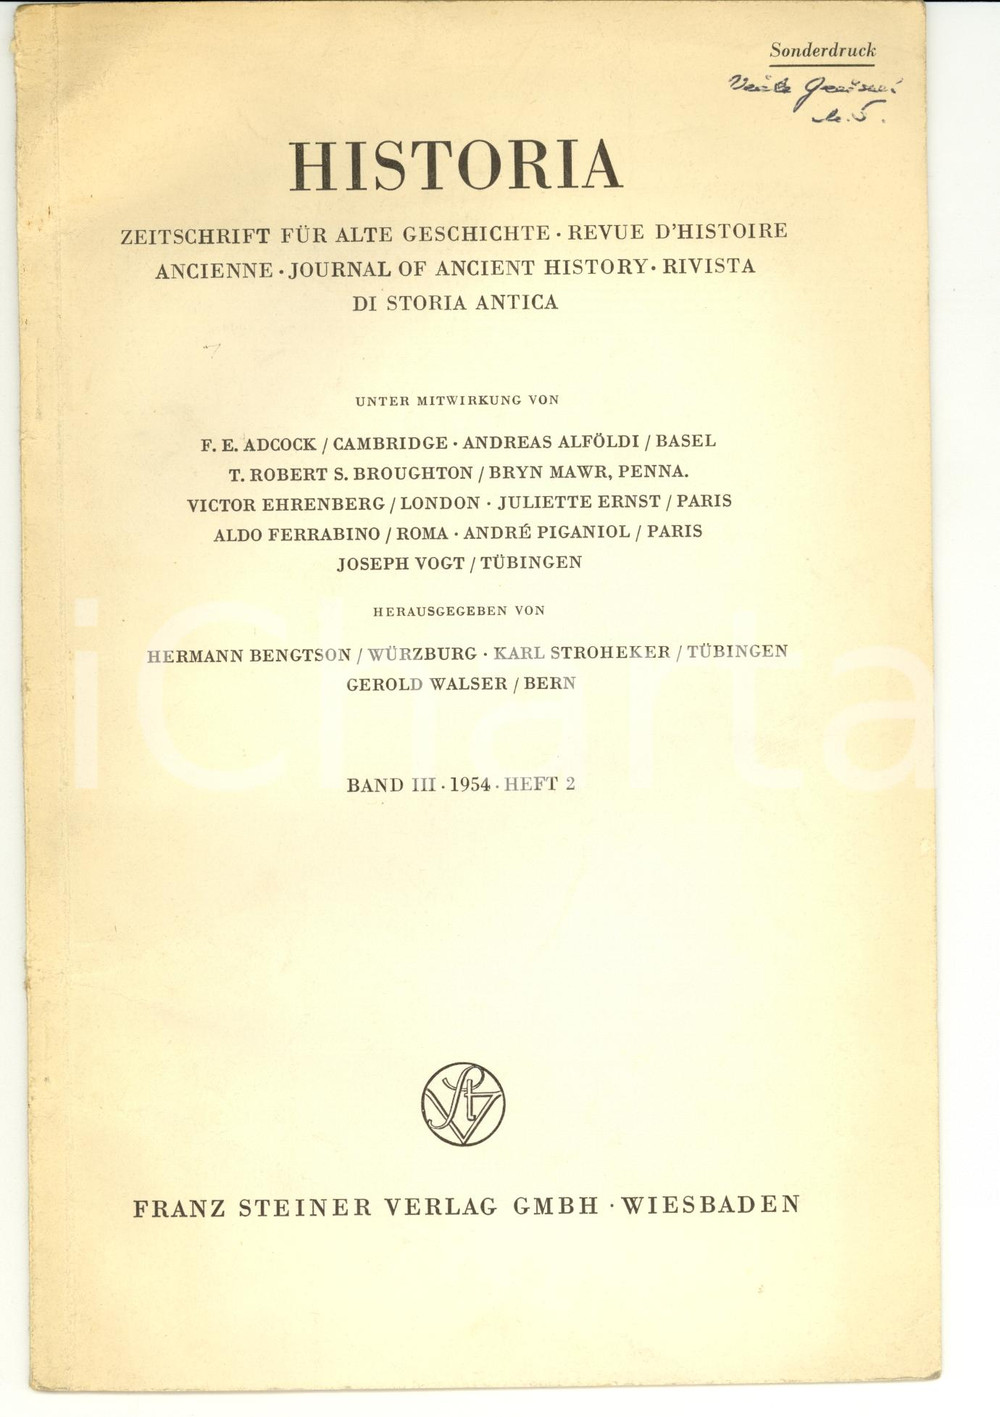 Sonderdruck
HISTORIA
ZEITSCHRIFT FÜR ALTE GESCHICHTE · REVUE D'HISTOIRE
ANCIENNE · JOURNAL OF ANCIENT HISTORY · RIVISTA
DI STORIA ANTICA
UNTER MITWIRKUNG VON
F. E. ADCOCK / CAMBRIDGE · ANDREAS ALFÖLDI / BASEL
T. ROBERT S. BROUGHTON / BRYN MAWR, PENNA.
VICTOR EHRENBERG / LONDON · JULIETTE ERNST / PARIS
ALDO FERRABINO / ROMA · ANDRÉ PIGANIOL / PARIS
JOSEPH VOGT / TÜBINGEN
HERAUSGEGEBEN VON
HERMANN BENGTSON / WÜRZBURG · KARL STROHEKER / TÜBINGEN
GEROLD WALSER / BERN
iCharta
BAND III · 1954 · HEFT 2
FRANZ STEINER VERLAG GMBH · WIESBADEN